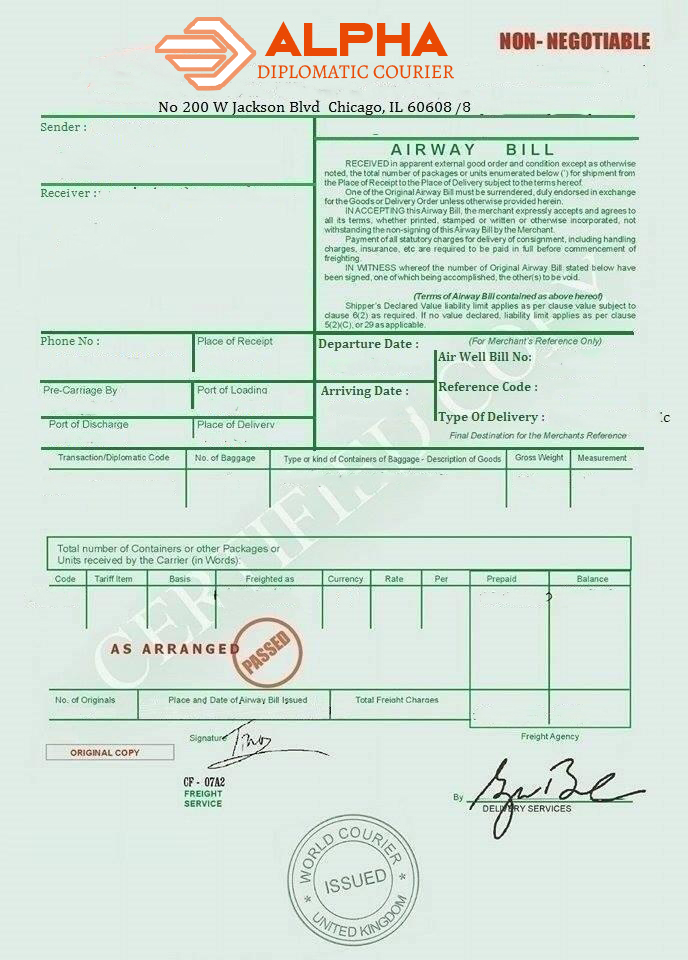 ALPHA
DIPLOMATIC COURIER
NON- NEGOTIABLE
No 200 W Jackson Blvd Chicago, IL 60608 /8
Sender :
Receiver :
AIRWAY BILL
RECEIVED in apparent external good order and condition except as otherwise
noted, the total number of packages or units enumerated below (') for shipment from
the Place of Receipt to the Place of Delivery subject to the terms hereof.
One of the Original Airway Bill must be surrendered, duly endorsed in exchange
for the Goods or Delivery Order unless otherwise provided herein.
IN ACCEPTING this Airway Bill, the merchant expressly accepts and agrees to
all its terms, whether printed, stamped or written or otherwise incorporated, not
withstanding the non-signing of this Airway Bill by the Merchant.
Payment of all statutory charges for delivery of consignment, including handling
charges, insurance, etc are required to be paid in full before commencement of
freighting.
IN WITNESS whereof the number of Original Airway Bill stated below have
been signed, one of which being accomplished, the other(s) to be void.
(Terms of Airway Bill contained as above hereof)
Shipper's Declared Value liability limit applies as per clause value subject to
clause 6(2) as required. If no value declared, liability limit applies as per clause
5(2)(C), or 29 as applicable.
Phone No :
Place of Receipt
Departure Date :
(For Merchant's Reference Only)
Air Well Bill No:
Pre-Carriage By
Port of Loading
Arriving Date :
Reference Code :
Port of Discharge
Place of Delivery
Type Of Delivery :
c
Final Destination for the Merchants Reference
Transaction/Diplomatic Code
No. of Baggage
Type or kind of Containers of Baggage - Description of Goods
Gross Weight
Measurement
CERTIFIED COPY
Total number of Containers or other Packages or
Units received by the Carrier (in Words):
Code
Tariff Item
Basis
Freighted as
Currency
Rate
Per
Prepaid
Balance
AS ARRANGED
PASSED
No. of Originals
Place and Date of Airway Bill Issued
Total Freight Charges
ORIGINAL COPY
Signature
Freight Agency
CF - 07A2
FREIGHT
SERVICE
By
DELIVERY SERVICES
WORLD COURIER
ISSUED
UNITED KINGDOM